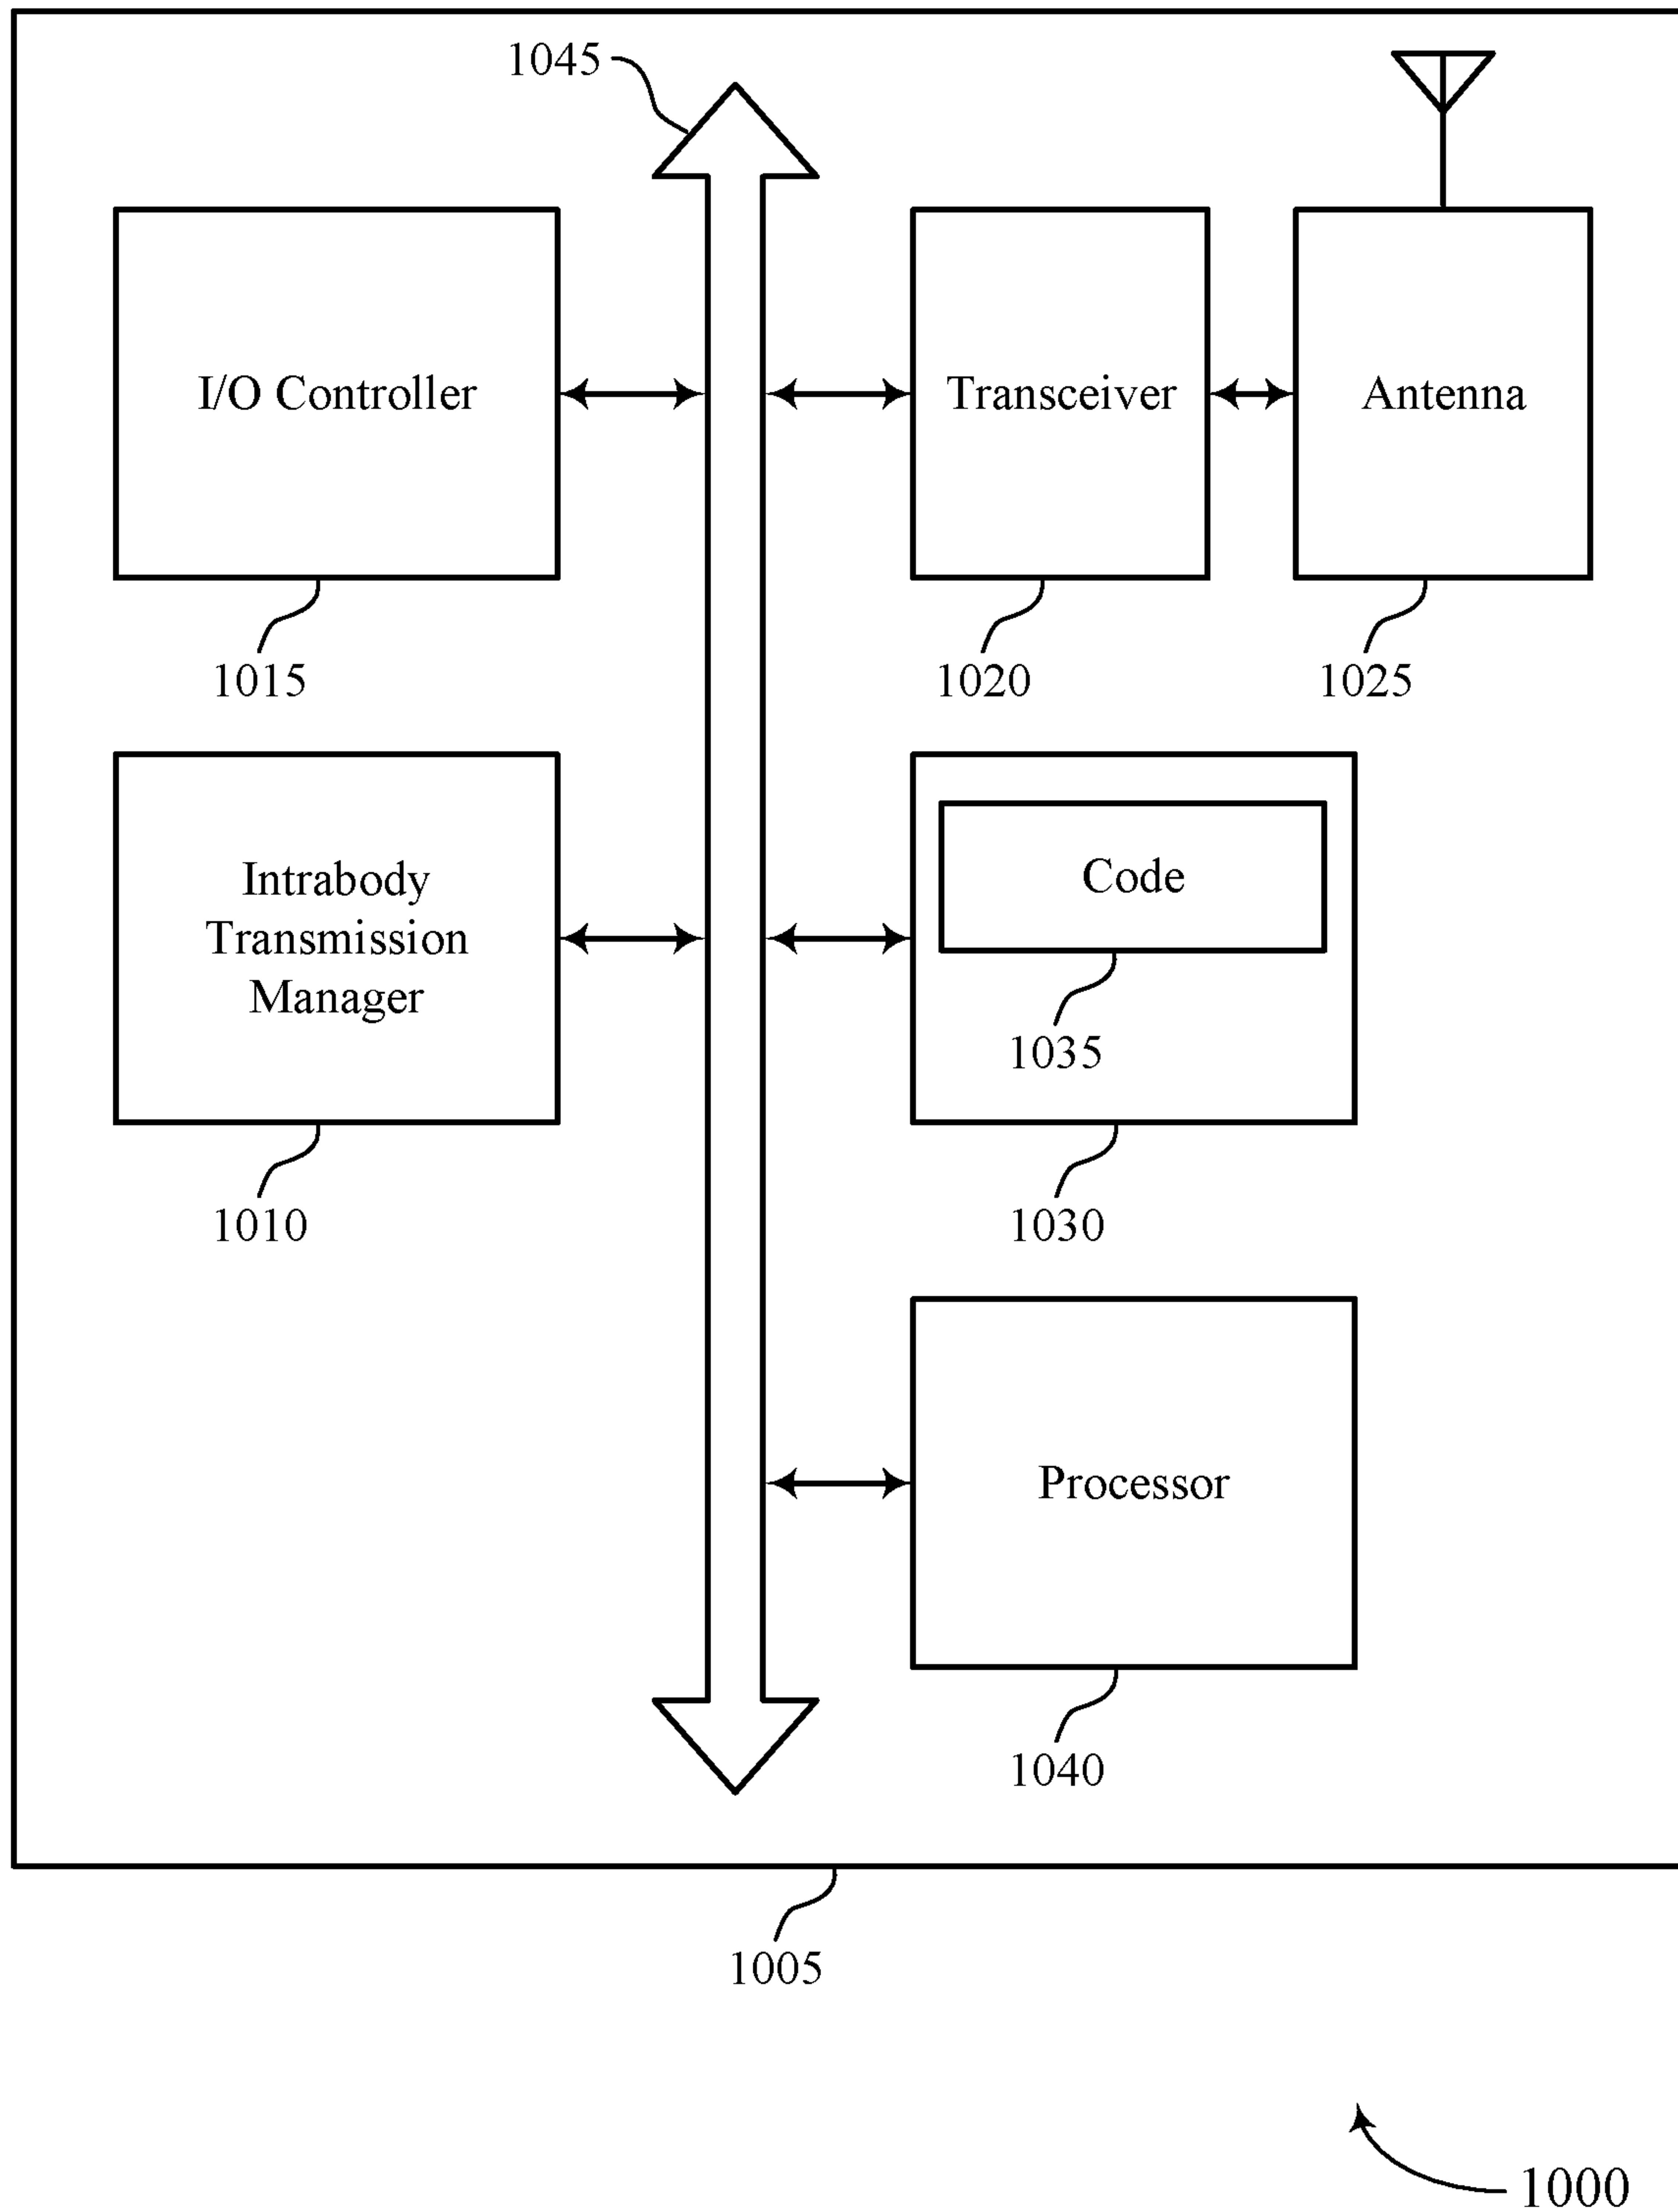 1045
I/O Controller
Transceiver
Antenna
1015
1020
1025
Intrabody
Transmission
Manager
Code
1035
1010
1030
Processor
1040
1005
1000